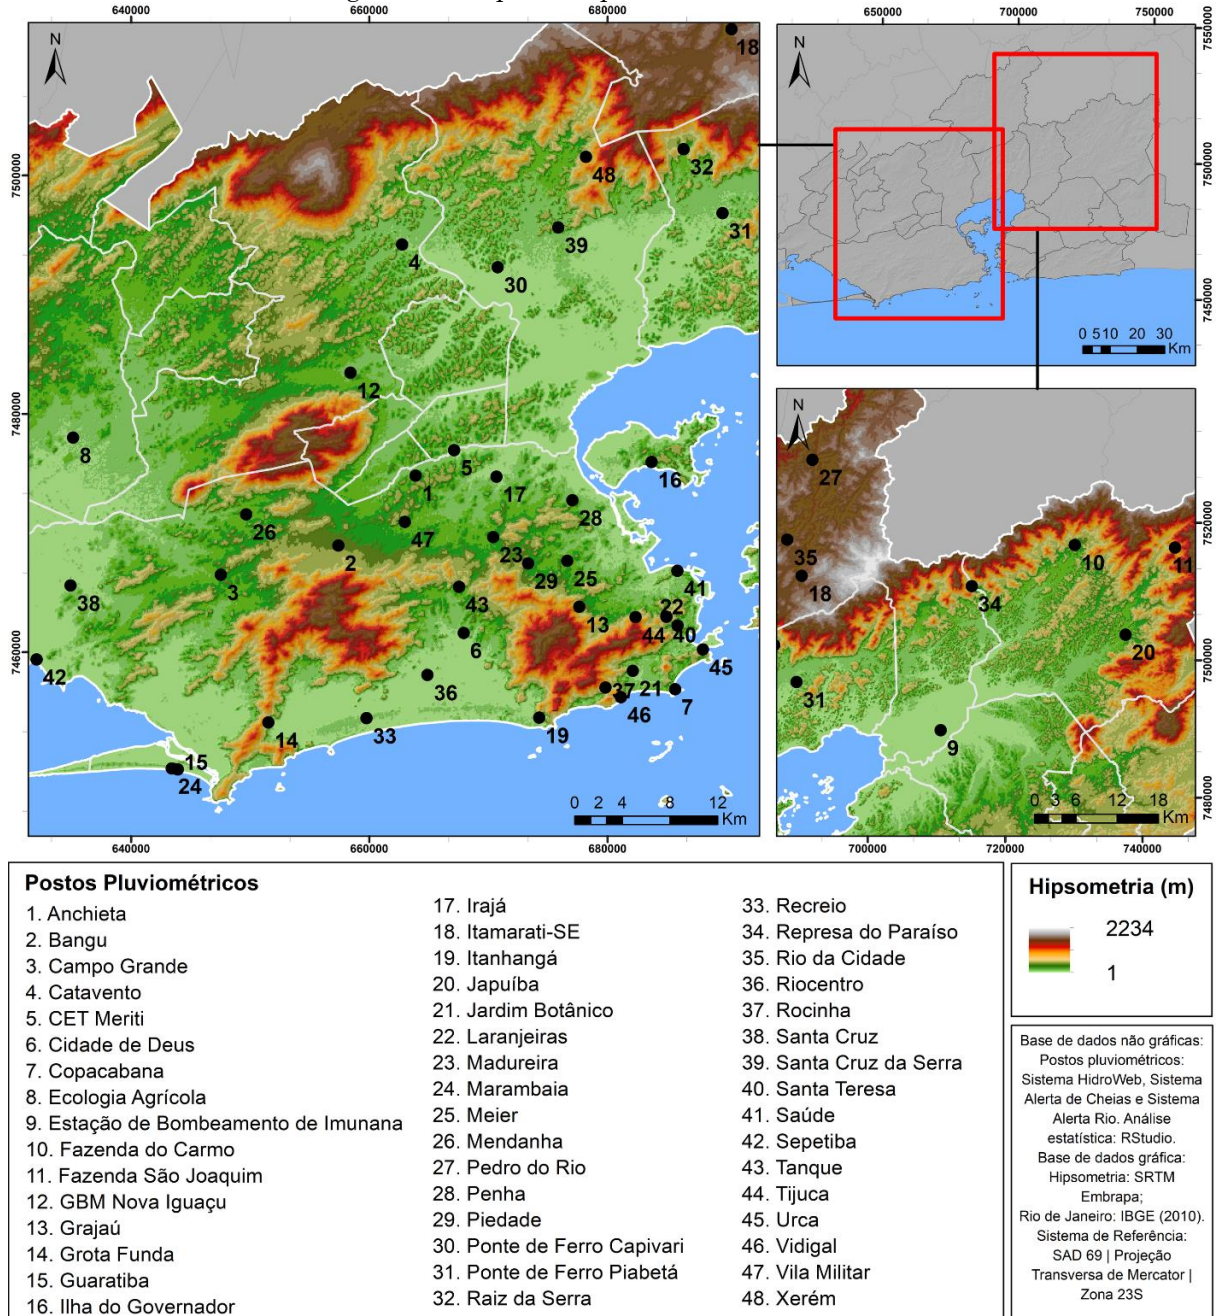 640000
660000
680000
N
18
48
32
31
39
4
30
12
8
5
16
1
17
28
26
47
23
2
29
25
3
41
38
43
13
22
44
40
6
45
42
36
37
21
7
46
14
33
19
15
24
7500000
7480000
7460000
0 2 4 8 12
Km
640000
660000
680000
650000
700000
750000
N
7550000
7500000
7450000
0 5 10 20 30
Km
N
27
35
18
10
11
34
20
31
9
7520000
7500000
7480000
0 3 6 12 18
Km
700000
720000
740000
Postos Pluviométricos
1. Anchieta
2. Bangu
3. Campo Grande
4. Catavento
5. CET Meriti
6. Cidade de Deus
7. Copacabana
8. Ecologia Agrícola
9. Estação de Bombeamento de Imunana
10. Fazenda do Carmo
11. Fazenda São Joaquim
12. GBM Nova Iguaçu
13. Grajaú
14. Grota Funda
15. Guaratiba
16. Ilha do Governador
17. Irajá
18. Itamarati-SE
19. Itanhangá
20. Japuíba
21. Jardim Botânico
22. Laranjeiras
23. Madureira
24. Marambaia
25. Meier
26. Mendanha
27. Pedro do Rio
28. Penha
29. Piedade
30. Ponte de Ferro Capivari
31. Ponte de Ferro Piabetá
32. Raiz da Serra
33. Recreio
34. Represa do Paraíso
35. Rio da Cidade
36. Riocentro
37. Rocinha
38. Santa Cruz
39. Santa Cruz da Serra
40. Santa Teresa
41. Saúde
42. Sepetiba
43. Tanque
44. Tijuca
45. Urca
46. Vidigal
47. Vila Militar
48. Xerém
Hipsometria (m)
2234
1
Base de dados não gráficas:
Postos pluviométricos:
Sistema HidroWeb, Sistema
Alerta de Cheias e Sistema
Alerta Rio. Análise
estatística: RStudio.
Base de dados gráfica:
Hipsometria: SRTM
Embrapa;
Rio de Janeiro: IBGE (2010).
Sistema de Referência:
SAD 69 | Projeção
Transversa de Mercator |
Zona 23S